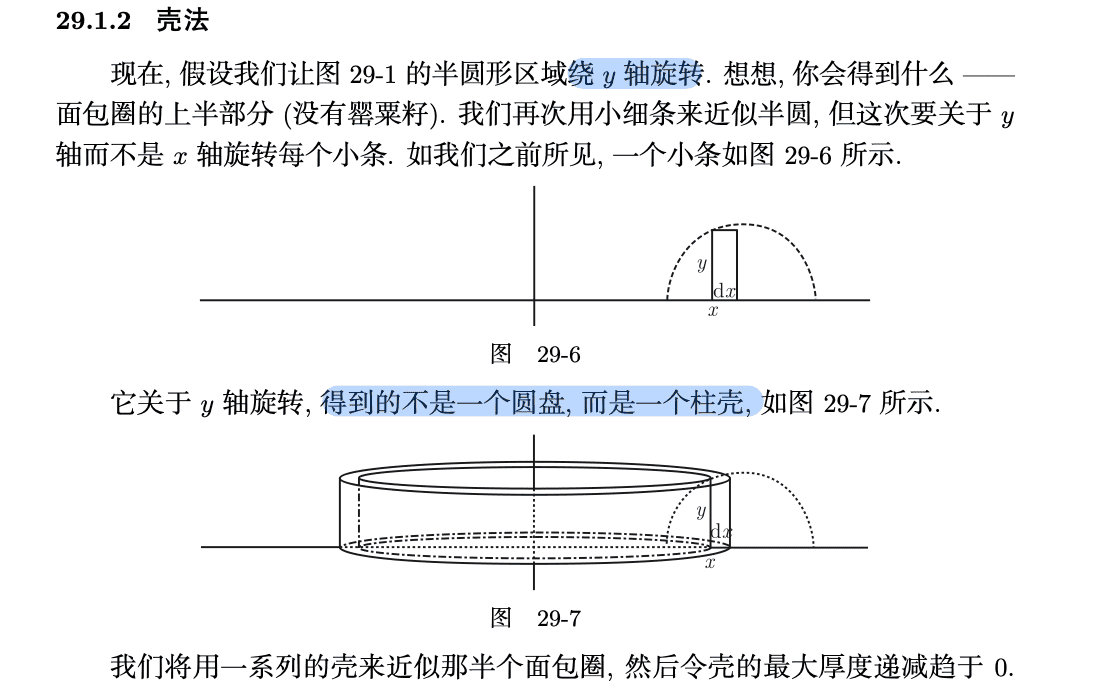 29.1.2 壳法
现在, 假设我们让图 29-1 的半圆形区域绕 y 轴旋转. 想想, 你会得到什么 ——
面包圈的上半部分 (没有罂粟籽). 我们再次用小细条来近似半圆, 但这次要关于 y
轴而不是 x 轴旋转每个小条. 如我们之前所见, 一个小条如图 29-6 所示.
y
dx
x
图 29-6
它关于 y 轴旋转, 得到的不是一个圆盘, 而是一个柱壳, 如图 29-7 所示.
y
dx
x
图 29-7
我们将用一系列的壳来近似那半个面包圈, 然后令壳的最大厚度递减趋于 0.